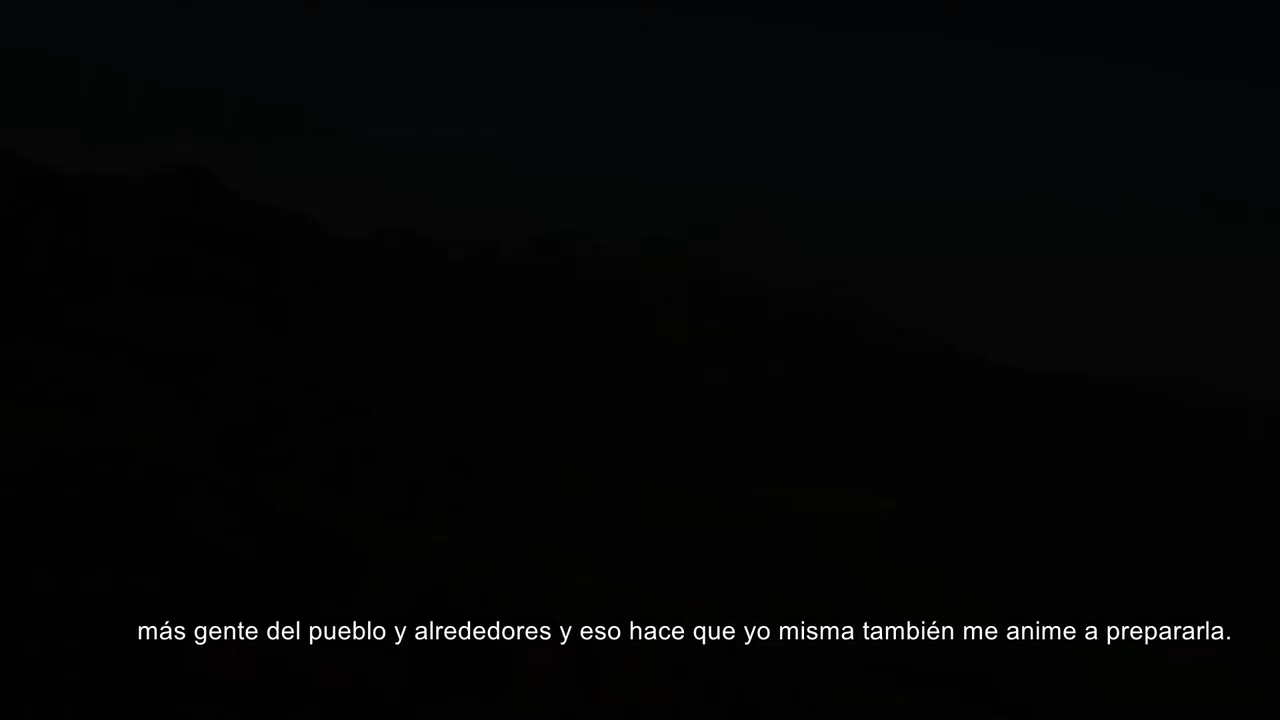 más gente del pueblo y alrededores y eso hace que yo misma también me anime a prepararla.